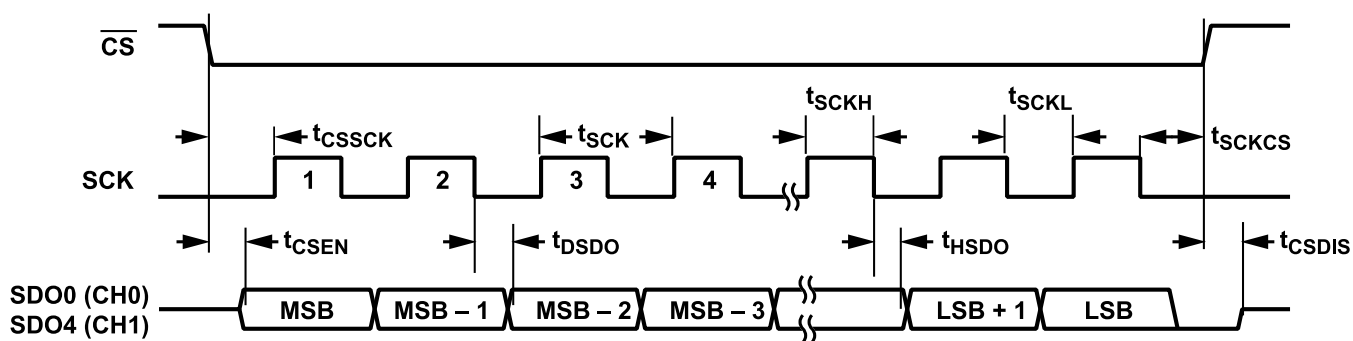 CS
tSCKH tSCKL
tCSSCK tSCK tSCKCS
SCK 1 2 3 4
tCSEN tDSDO tHSDO tCSDIS
SDO0 (CH0)
SDO4 (CH1)
MSB MSB – 1 MSB – 2 MSB – 3 LSB + 1 LSB